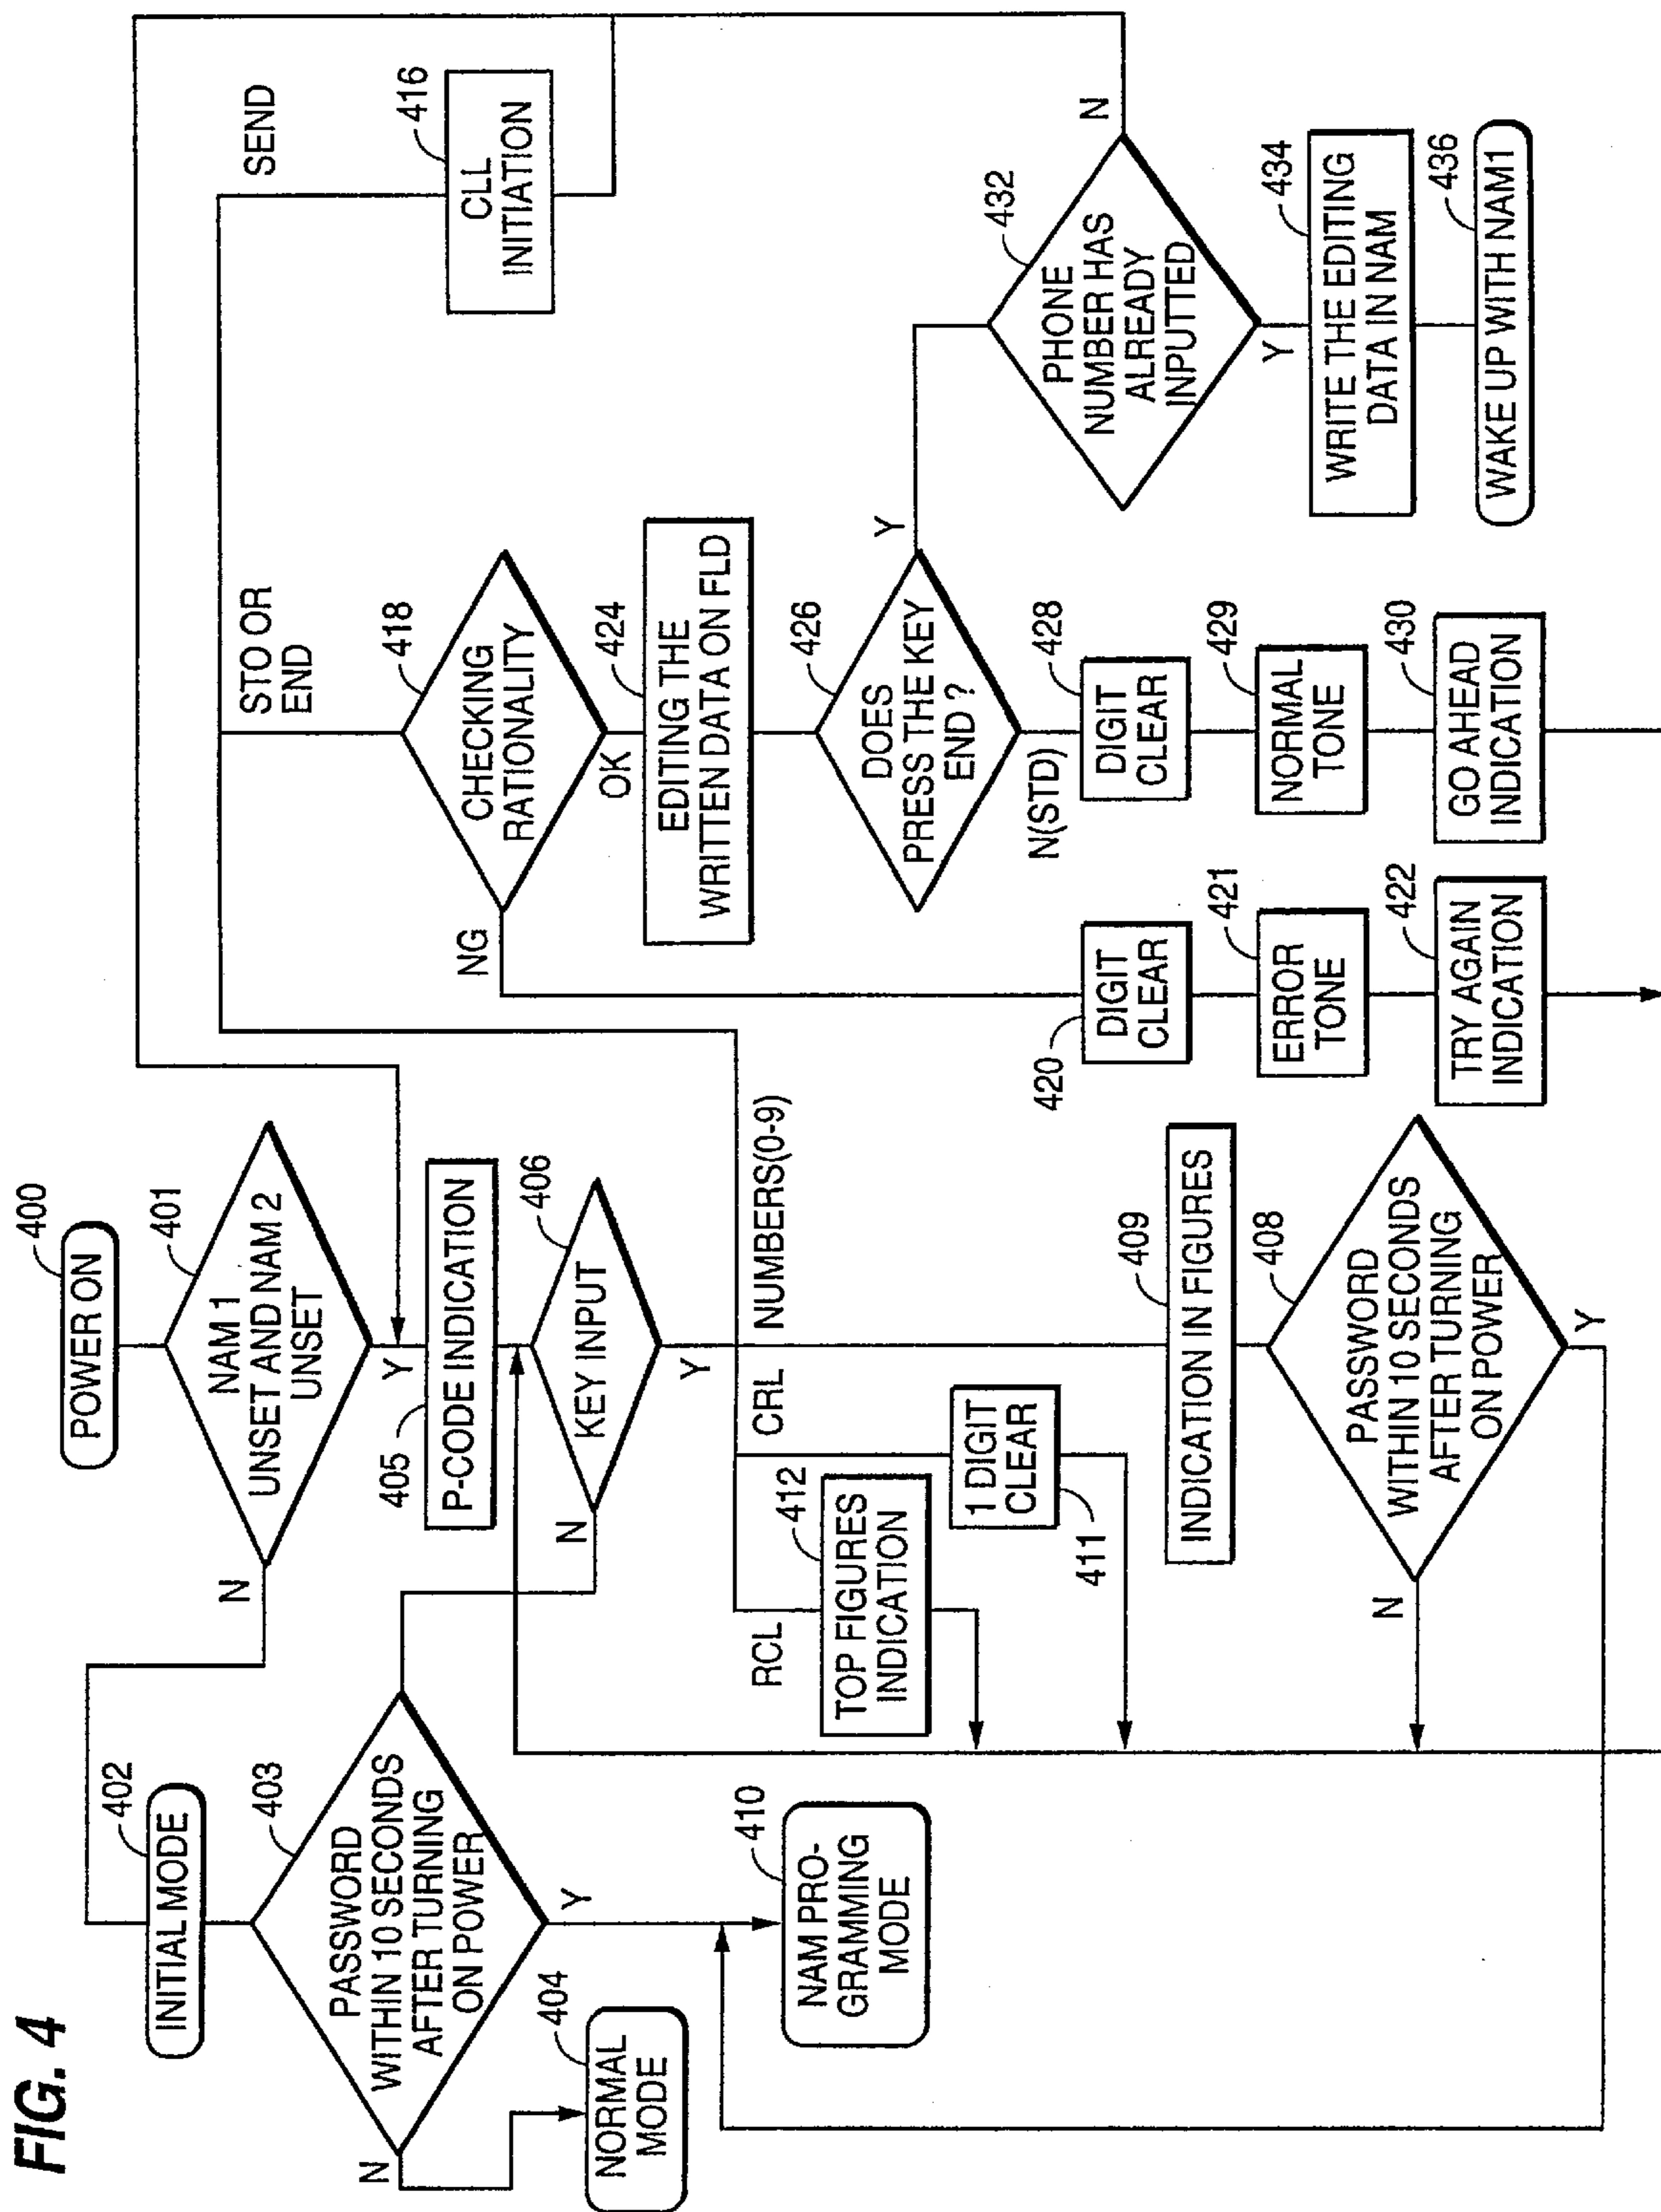 FIG. 4
POWER ON
400
NAM 1
UNSET AND NAM 2
UNSET
401
N
Y
INITIAL MODE
402
PASSWORD
WITHIN 10 SECONDS
AFTER TURNING
ON POWER
403
N
Y
NORMAL
MODE
404
NAM PRO-
GRAMMING
MODE
410
P-CODE INDICATION
405
KEY INPUT
406
N
Y
RCL
CRL
NUMBERS(0-9)
STO OR
END
SEND
TOP FIGURES
INDICATION
412
1 DIGIT
CLEAR
411
INDICATION IN FIGURES
409
PASSWORD
WITHIN 10 SECONDS
AFTER TURNING
ON POWER
408
N
Y
CLL
INITIATION
416
CHECKING
RATIONALITY
418
NG
OK
DIGIT
CLEAR
420
ERROR
TONE
421
TRY AGAIN
INDICATION
422
EDITING THE
WRITTEN DATA ON FLD
424
DOES
PRESS THE KEY
END ?
426
Y
N(STD)
DIGIT
CLEAR
428
NORMAL
TONE
429
GO AHEAD
INDICATION
430
PHONE
NUMBER HAS
ALREADY
INPUTTED
432
N
Y
WRITE THE EDITING
DATA IN NAM
434
WAKE UP WITH NAM1
436